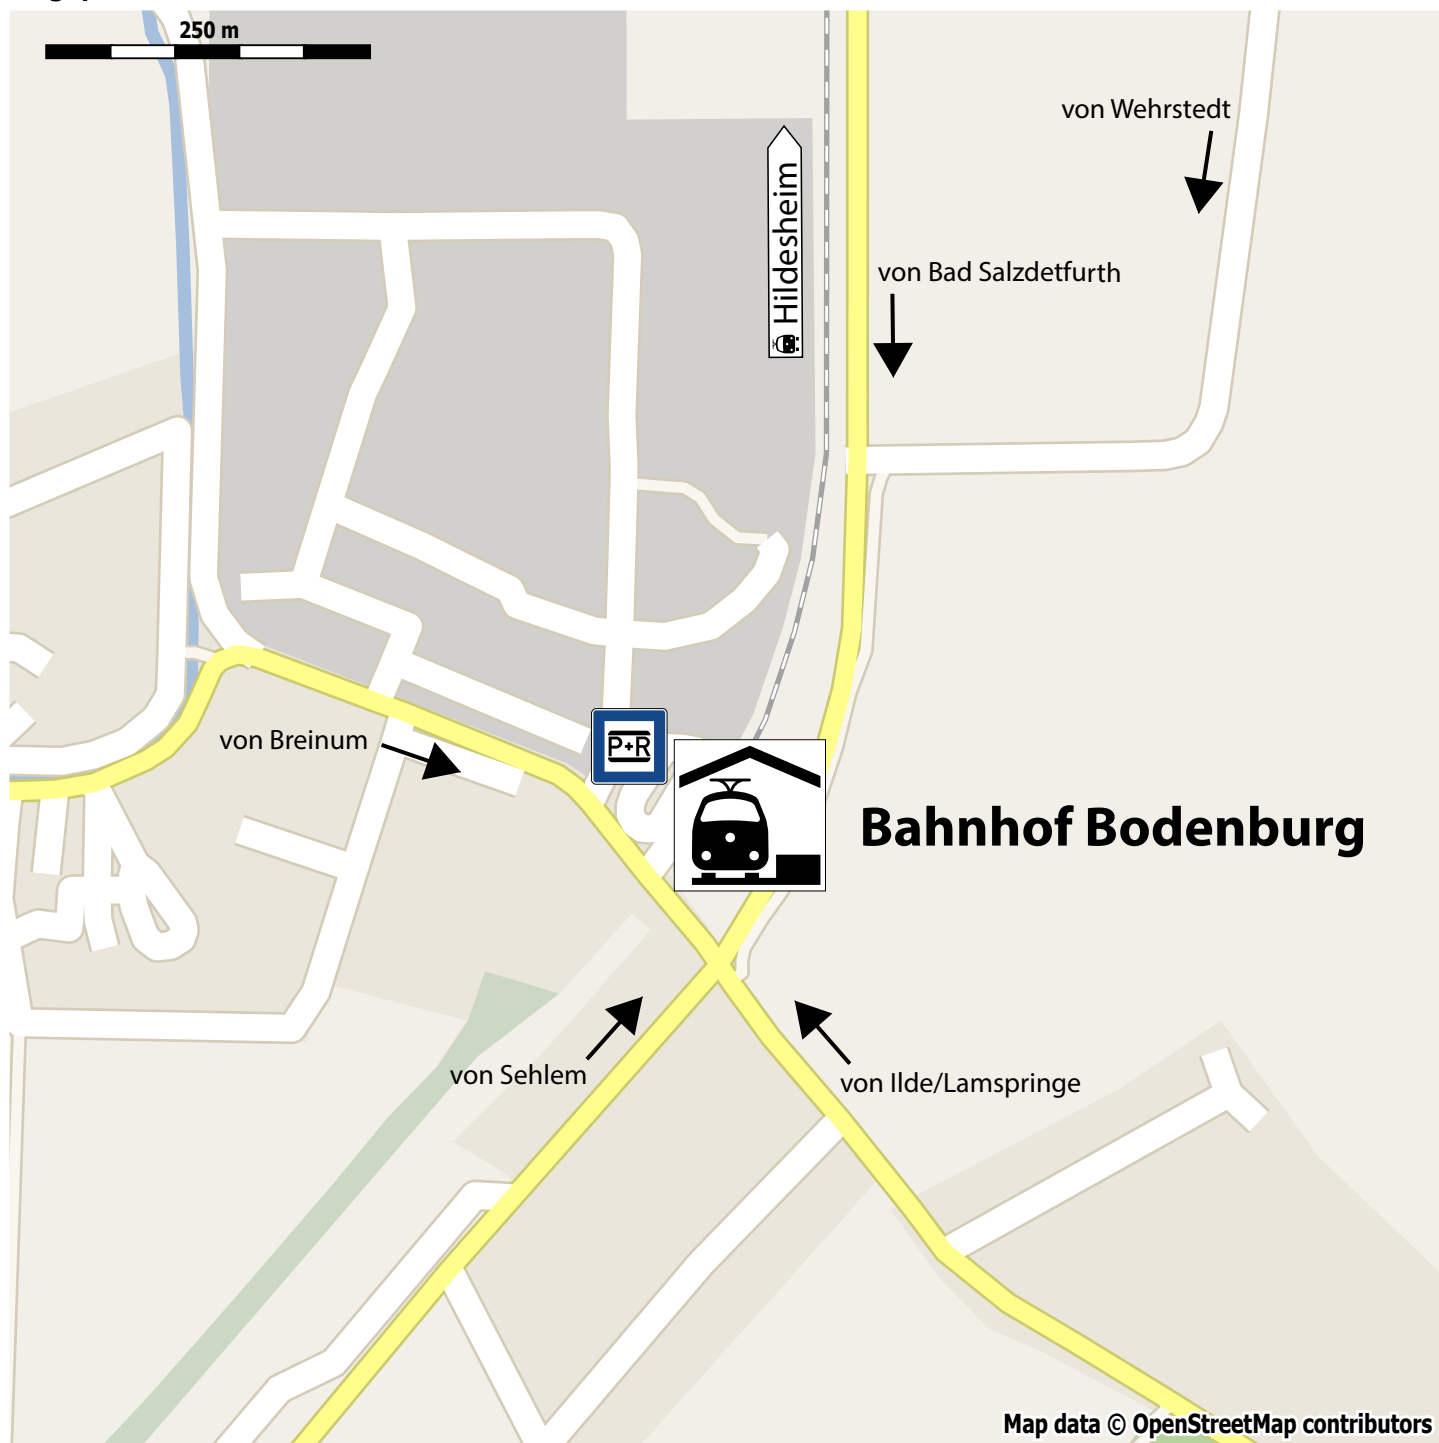 250 m
von Wehrstedt
Hildesheim
von Bad Salzdetfurth
von Breinum
P+R
Bahnhof Bodenburg
von Sehlem
von Ilde/Lamspringe
Map data © OpenStreetMap contributors